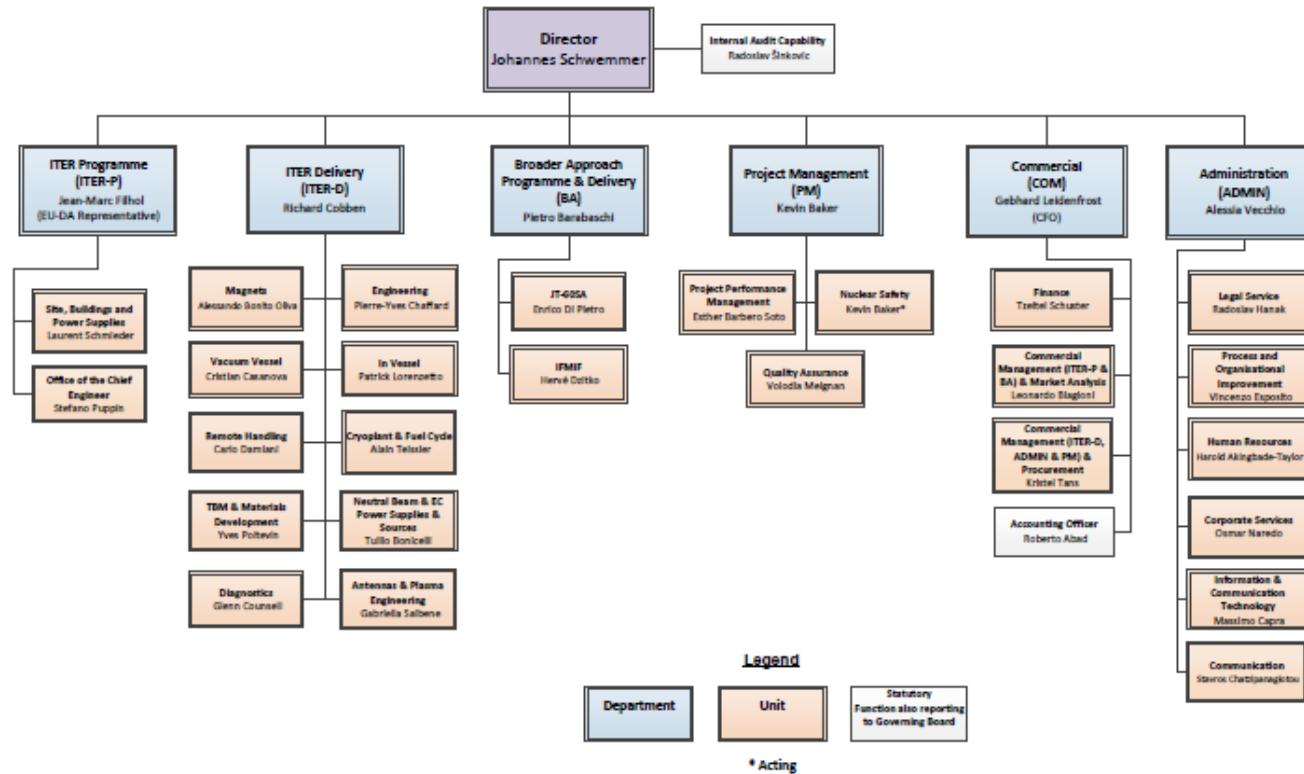 Director
Johannes Schwemmer
Internal Audit Capability
Radoslav Šinkovic
ITER Programme
(ITER-P)
Jean-Marc Filhol
(EU-DA Representative)
ITER Delivery
(ITER-D)
Richard Cobben
Broader Approach
Programme & Delivery
(BA)
Pietro Barabaschi
Project Management
(PM)
Kevin Baker
Commercial
(COM)
Gebhard Leidenfrost
(CFO)
Administration
(ADMIN)
Alessia Vecchio
Site, Buildings and
Power Supplies
Laurent Schmieder
Office of the Chief
Engineer
Stefano Puppin
Magnets
Alessando Bonito Oliva
Engineering
Pierre-Yves Chaffard
Vacuum Vessel
Cristian Casanova
In Vessel
Patrick Lorenzetto
Remote Handling
Carlo Damiani
Cryoplant & Fuel Cycle
Alain Teissier
TBM & Materials
Development
Yves Poitevin
Neutral Beam & EC
Power Supplies &
Sources
Tullio Bonicelli
Diagnostics
Glenn Counsell
Antennas & Plasma
Engineering
Gabriella Saibene
JT-60SA
Enrico Di Pietro
IFMIF
Hervé Dzitko
Project Performance
Management
Esther Barbero Soto
Nuclear Safety
Kevin Baker*
Quality Assurance
Volodia Meignan
Finance
Tzeitel Schuster
Commercial
Management (ITER-P &
BA) & Market Analysis
Leonardo Biagioni
Commercial
Management (ITER-D,
ADMIN & PM) &
Procurement
Kristel Tans
Accounting Officer
Roberto Abad
Legal Service
Radoslav Hanak
Process and
Organisational
Improvement
Vincenzo Esposito
Human Resources
Harold Akingbade-Taylor
Corporate Services
Osmar Naredo
Information &
Communication
Technology
Massimo Capra
Communication
Stavros Chatzipanagiotou
Legend
Department
Unit
Statutory
Function also reporting
to Governing Board
* Acting